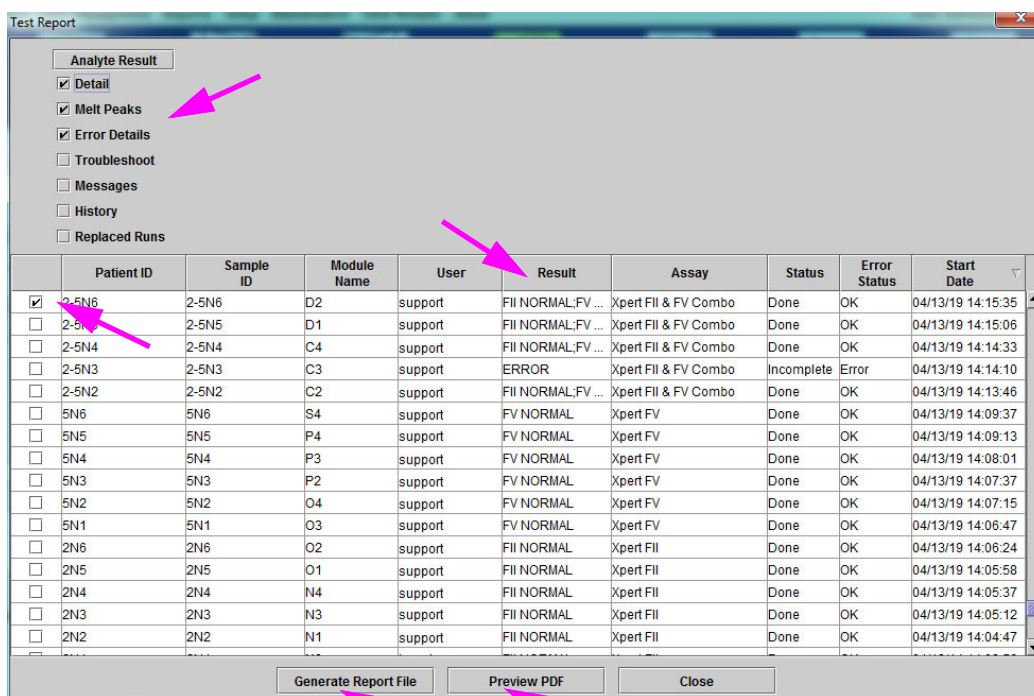 Test Report
Analyte Result
Detail
Melt Peaks
Error Details
Troubleshoot
Messages
History
Replaced Runs
Patient ID Sample ID Module Name User Result Assay Status Error Status Start Date
2-5N6 2-5N6 D2 support FII NORMAL;FV ... Xpert FII & FV Combo Done OK 04/13/19 14:15:35
2-5N5 D1 support FII NORMAL;FV ... Xpert FII & FV Combo Done OK 04/13/19 14:15:06
2-5N4 2-5N4 C4 support FII NORMAL;FV ... Xpert FII & FV Combo Done OK 04/13/19 14:14:33
2-5N3 2-5N3 C3 support ERROR Xpert FII & FV Combo Incomplete Error 04/13/19 14:14:10
2-5N2 2-5N2 C2 support FII NORMAL;FV ... Xpert FII & FV Combo Done OK 04/13/19 14:13:46
5N6 5N6 S4 support FV NORMAL Xpert FV Done OK 04/13/19 14:09:37
5N5 5N5 P4 support FV NORMAL Xpert FV Done OK 04/13/19 14:09:13
5N4 5N4 P3 support FV NORMAL Xpert FV Done OK 04/13/19 14:08:01
5N3 5N3 P2 support FV NORMAL Xpert FV Done OK 04/13/19 14:07:37
5N2 5N2 O4 support FV NORMAL Xpert FV Done OK 04/13/19 14:07:15
5N1 5N1 O3 support FV NORMAL Xpert FV Done OK 04/13/19 14:06:47
2N6 2N6 O2 support FII NORMAL Xpert FII Done OK 04/13/19 14:06:24
2N5 2N5 O1 support FII NORMAL Xpert FII Done OK 04/13/19 14:05:58
2N4 2N4 N4 support FII NORMAL Xpert FII Done OK 04/13/19 14:05:37
2N3 2N3 N3 support FII NORMAL Xpert FII Done OK 04/13/19 14:05:12
2N2 2N2 N1 support FII NORMAL Xpert FII Done OK 04/13/19 14:04:47
Generate Report File Preview PDF Close